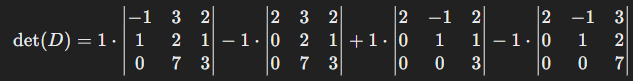 det(D) = 1 · |−1 3 2; 1 2 1; 0 7 3| − 1 · |2 3 2; 0 2 1; 0 7 3| + 1 · |2 −1 2; 0 1 1; 0 0 3| − 1 · |2 −1 3; 0 1 2; 0 0 7|